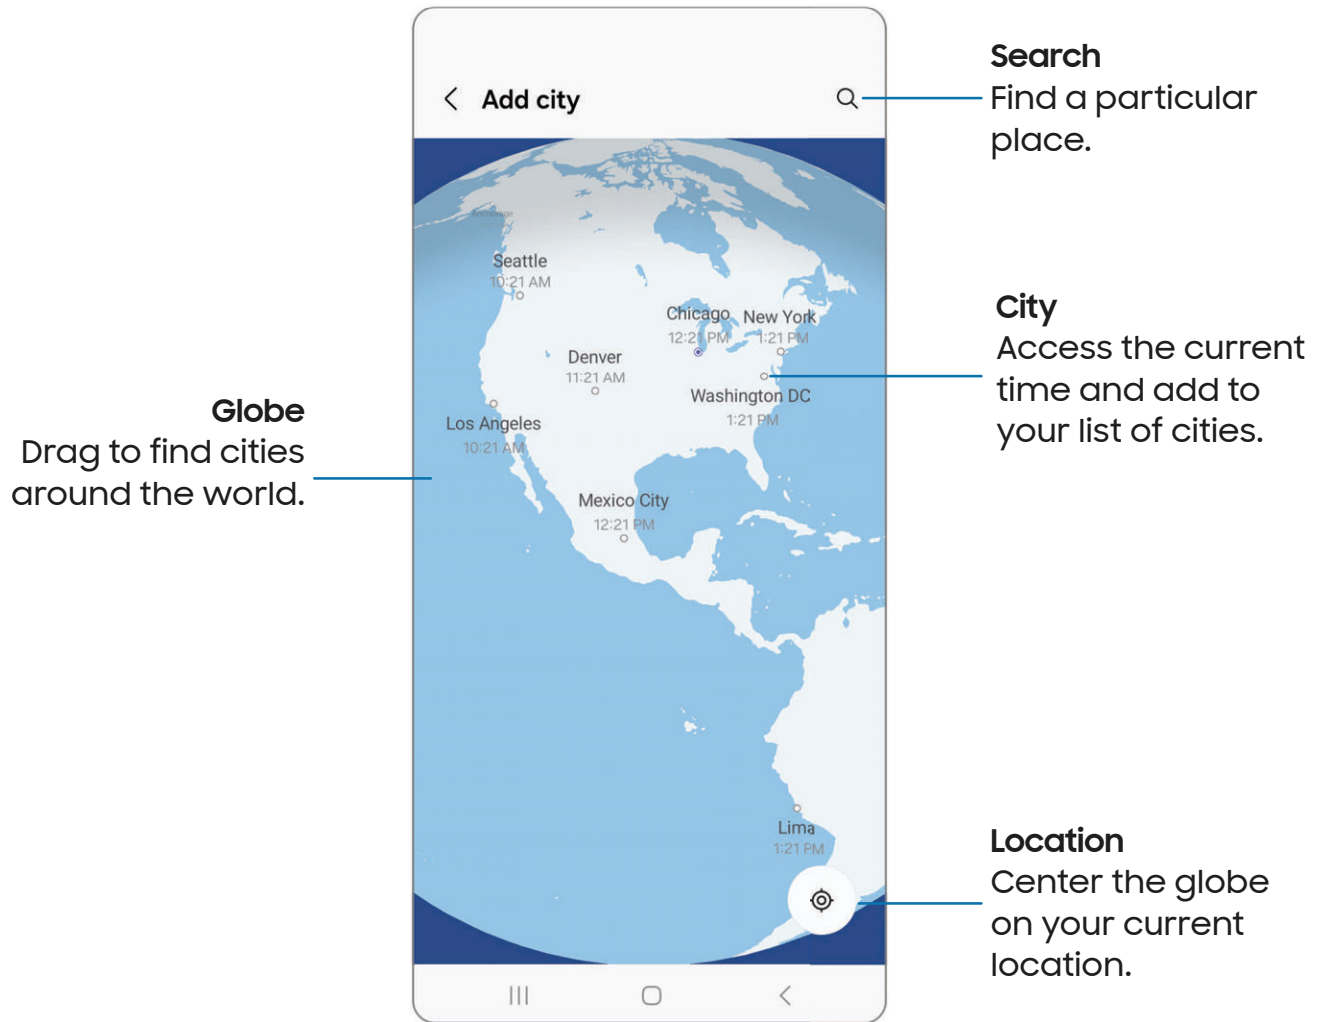 Add city
Search
Find a particular
place.
Anchorage
Seattle
10:21 AM
Chicago
12:21 PM
New York
1:21 PM
Denver
11:21 AM
Washington DC
1:21 PM
City
Access the current
time and add to
your list of cities.
Globe
Drag to find cities
around the world.
Los Angeles
10:21 AM
Mexico City
12:21 PM
Lima
1:21 PM
Location
Center the globe
on your current
location.